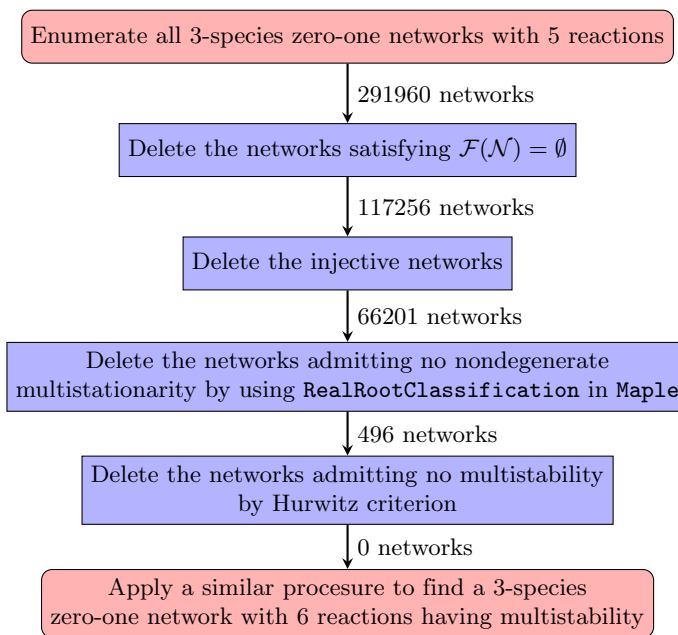 Enumerate all 3-species zero-one networks with 5 reactions
291960 networks
Delete the networks satisfying $\mathcal{F}(\mathcal{N}) = \emptyset$
117256 networks
Delete the injective networks
66201 networks
Delete the networks admitting no nondegenerate
multistationarity by using RealRootClassification in Maple
496 networks
Delete the networks admitting no multistability
by Hurwitz criterion
0 networks
Apply a similar procesure to find a 3-species
zero-one network with 6 reactions having multistability